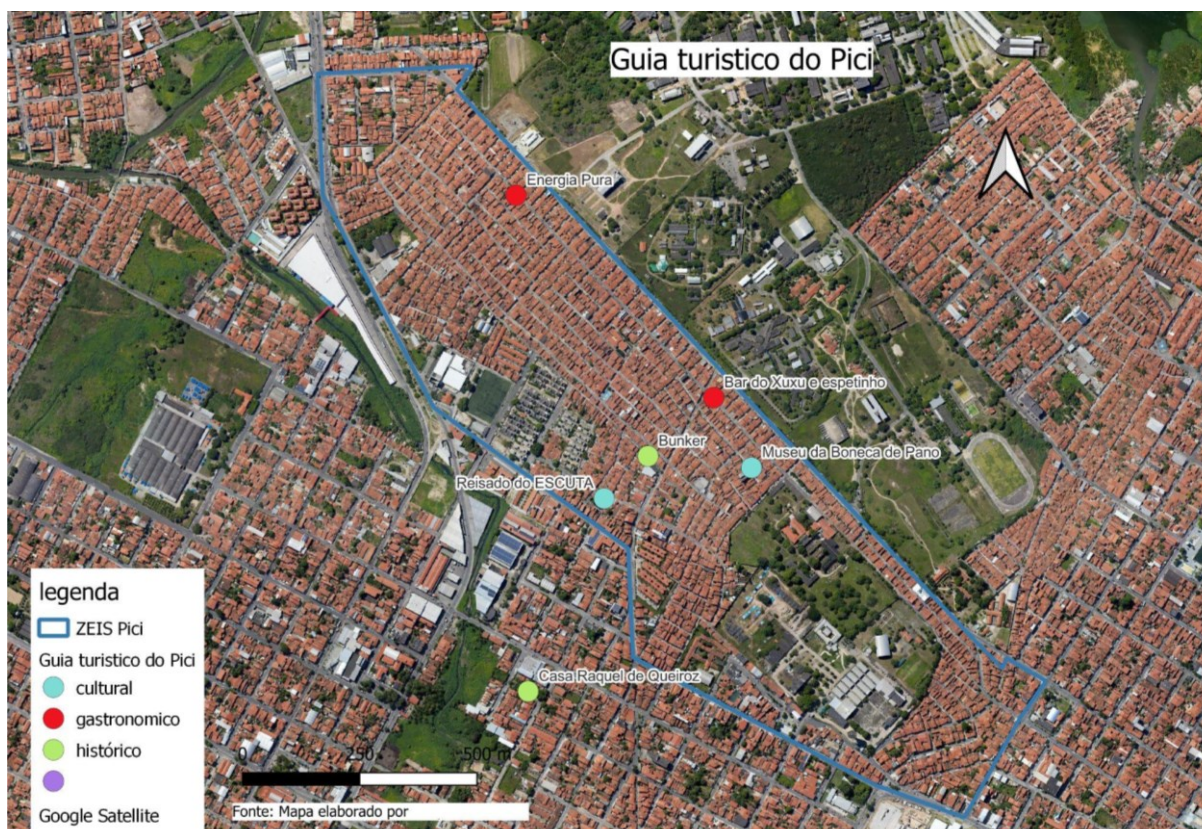 Guia turistico do Pici
Energia Pura
Bar do Xuxu e espetinho
Bunker
Museu da Boneca de Pano
Reisado do ESCUTA
Casa Raquel de Queiroz
legenda
ZEIS Pici
Guia turistico do Pici
cultural
gastronomico
histórico
Google Satellite
0 250 500 m
Fonte: Mapa elaborado por